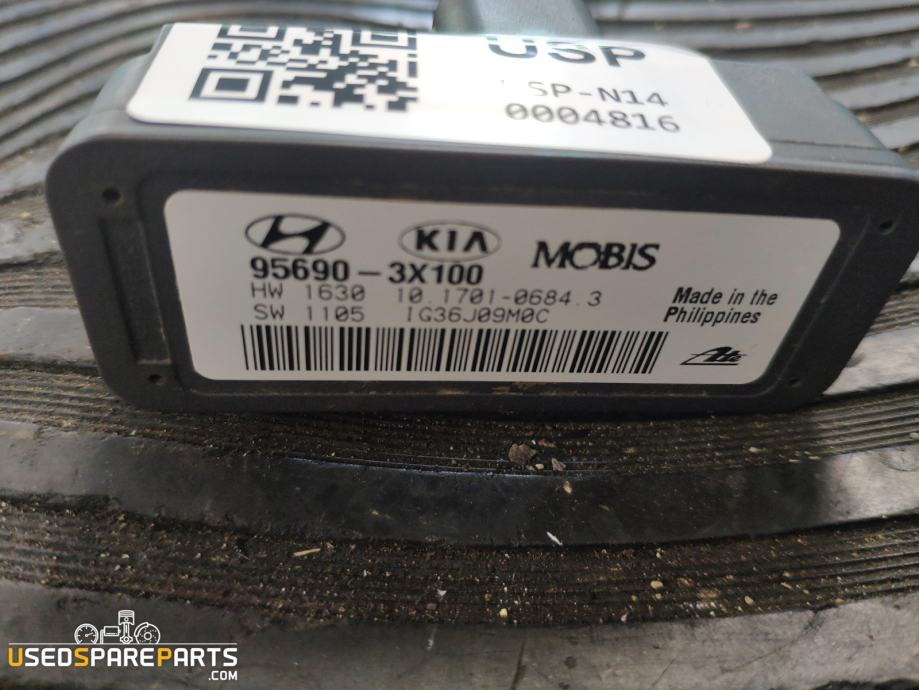 USP
SP-N14
0004816
KIA MOBIS
95690-3X100
HW 1630 10.1701-0684.3
SW 1105 IG36J09M0C
Made in the
Philippines
Ate
USEDSPAREPARTS
.COM